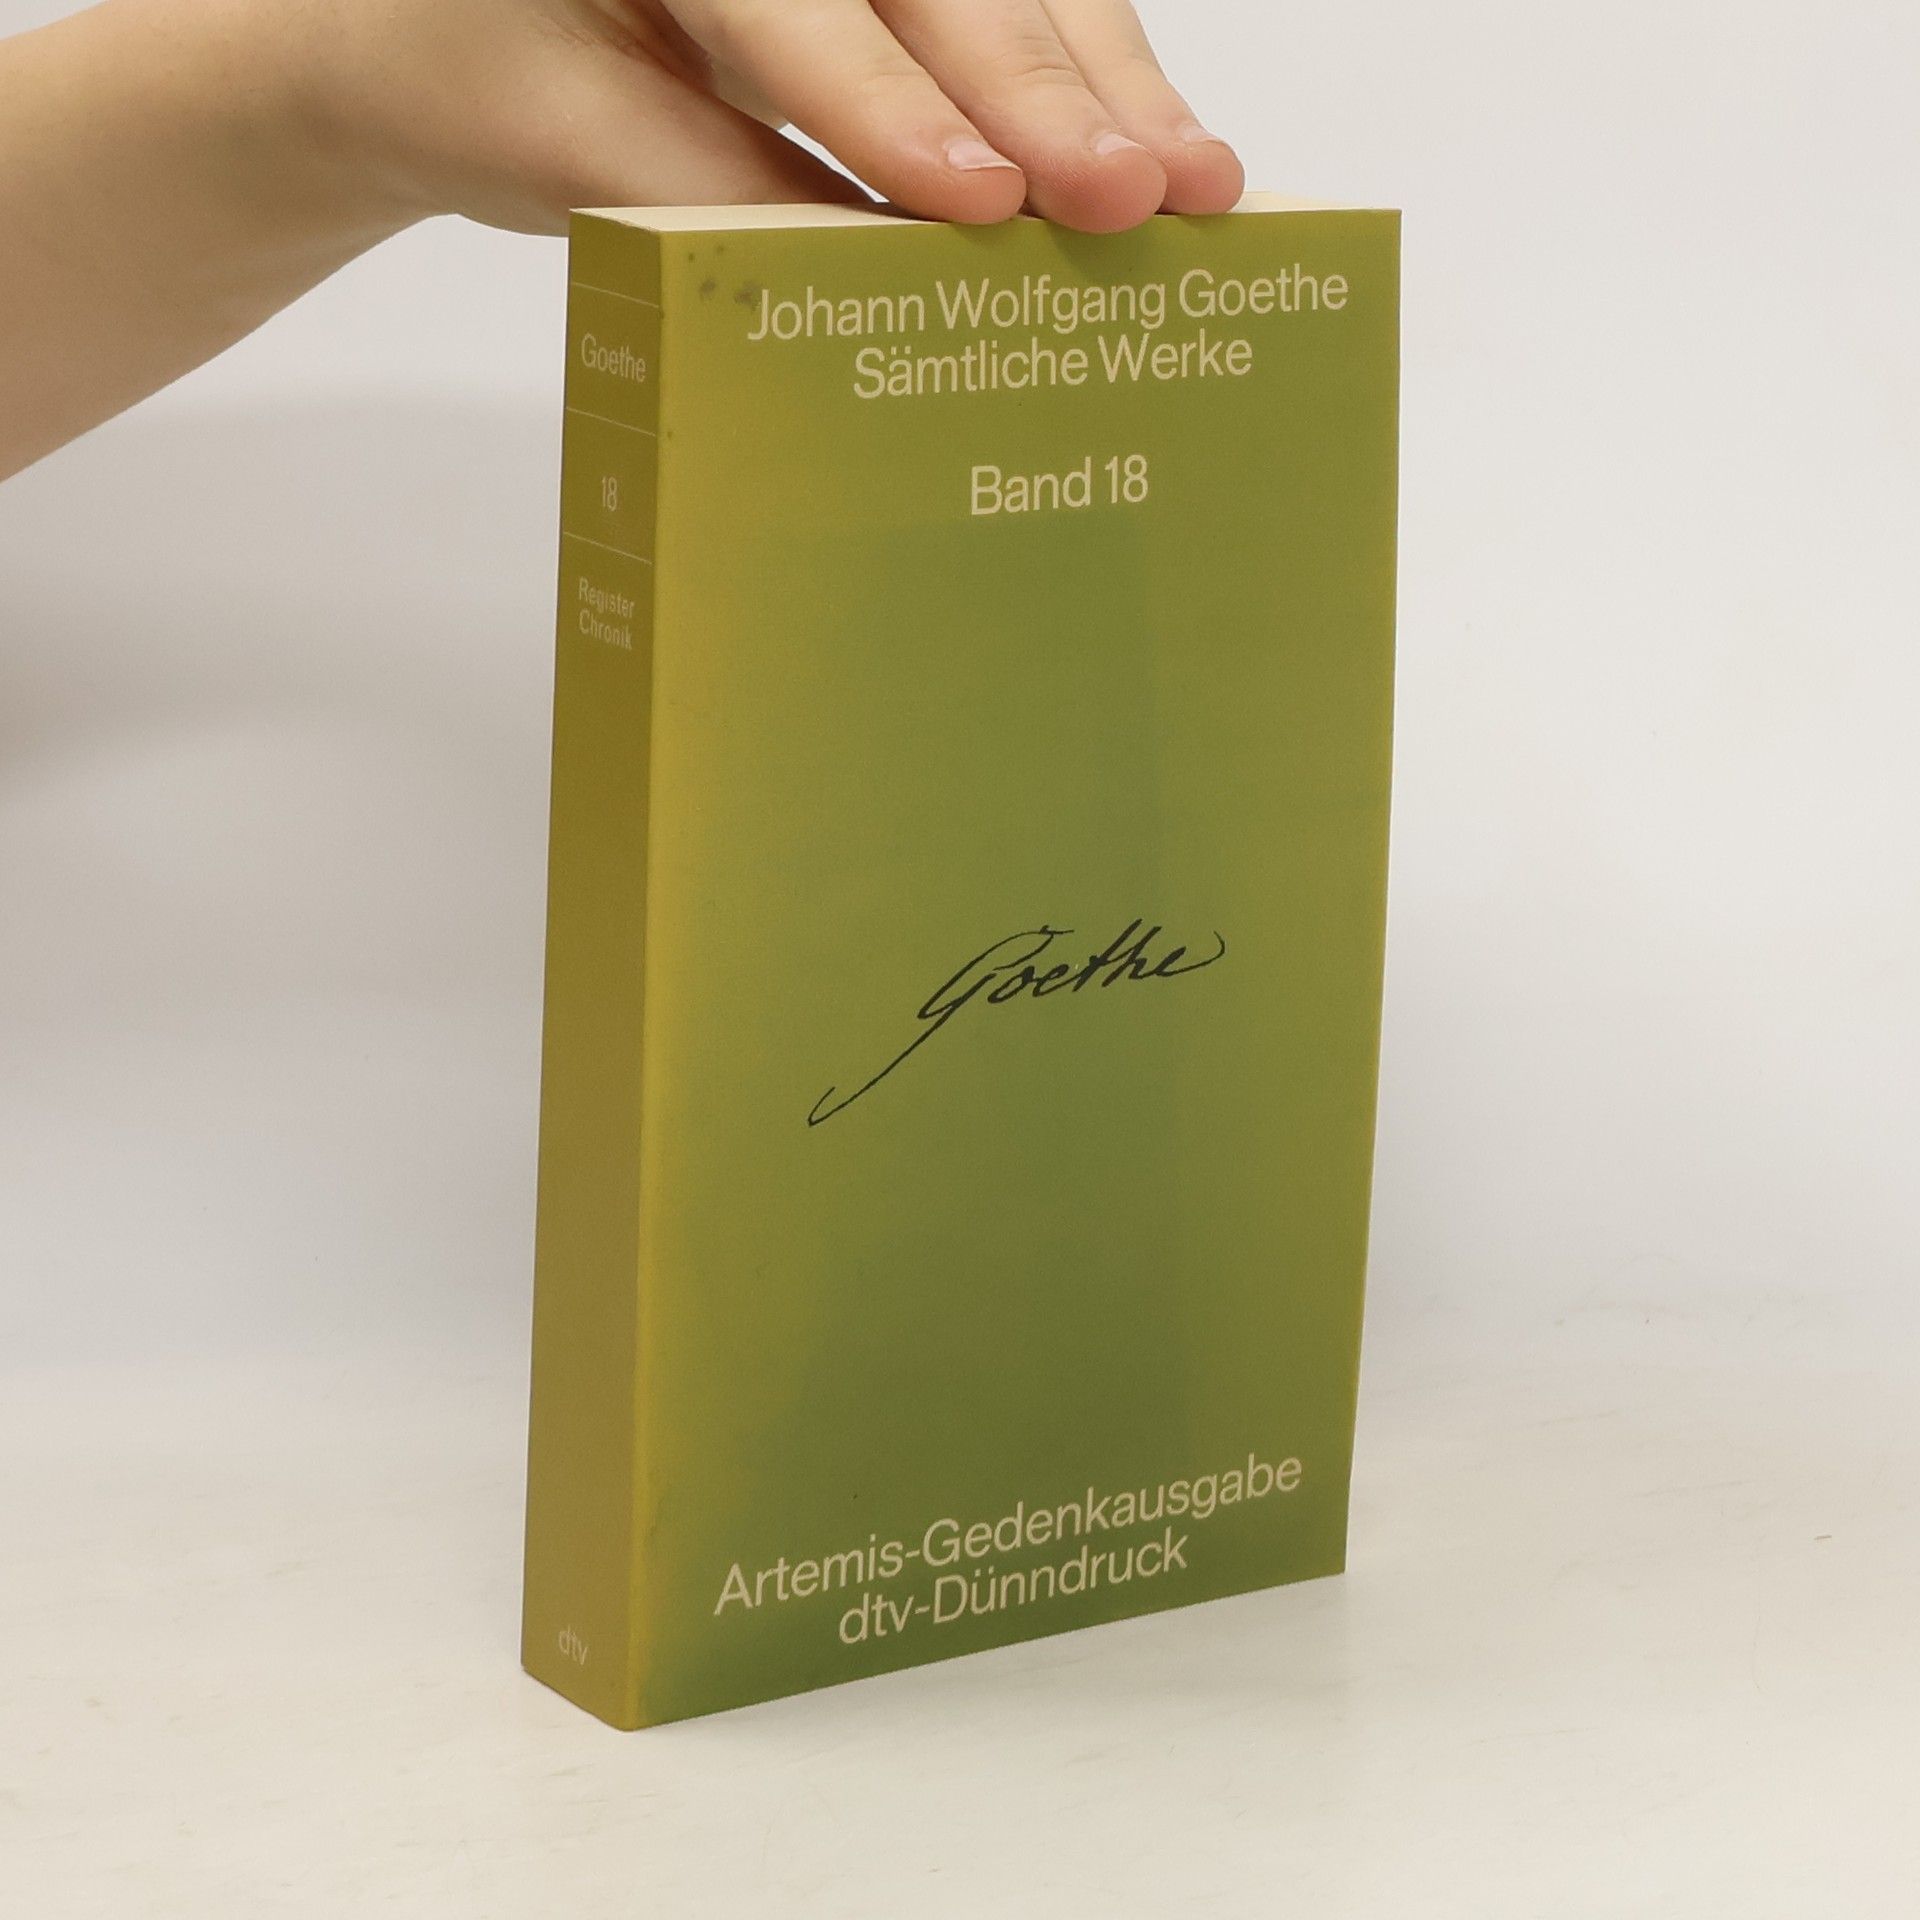 Johann Wolfgang Goethe
Sämtliche Werke
Band 18
Goethe
Artemis-Gedenkausgabe
dtv-Dünndruck
Goethe
18
Register
Chronik
dtv